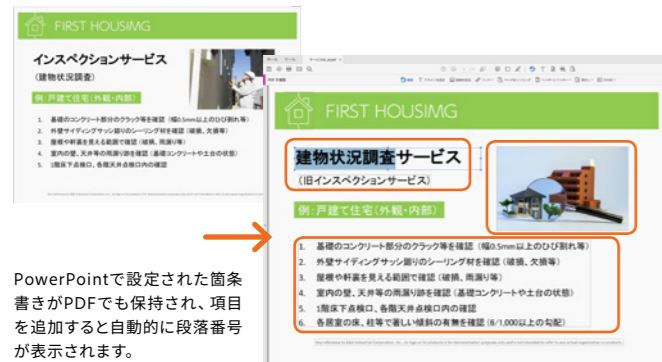 FIRST HOUSIMG
インスペクションサービス
(建物状況調査)
例:戸建て住宅(外観・内部)
1. 基礎のコンクリート部分のクラック等を確認(幅0.5mm以上のひび割れ等)
2. 外壁サイディングサッシ廻りのシーリング材を確認(破損、欠損等)
3. 屋根や軒裏を見える範囲で確認(破損、雨漏り等)
4. 室内の壁、天井等の雨漏り跡を確認(基礎コンクリートや土台の状態)
5. 1階床下点検口、各階天井点検口内の確認
FIRST HOUSIMG
建物状況調査サービス
(旧インスペクションサービス)
例:戸建て住宅(外観・内部)
1. 基礎のコンクリート部分のクラック等を確認(幅0.5mm以上のひび割れ等)
2. 外壁サイディングサッシ廻りのシーリング材を確認(破損、欠損等)
3. 屋根や軒裏を見える範囲で確認(破損、雨漏り等)
4. 室内の壁、天井等の雨漏り跡を確認(基礎コンクリートや土台の状態)
5. 1階床下点検口、各階天井点検口内の確認
6. 各居室の床、柱等で著しい傾斜の有無を確認(6/1,000以上の勾配)
PowerPointで設定された箇条
書きがPDFでも保持され、項目
を追加すると自動的に段落番号
が表示されます。